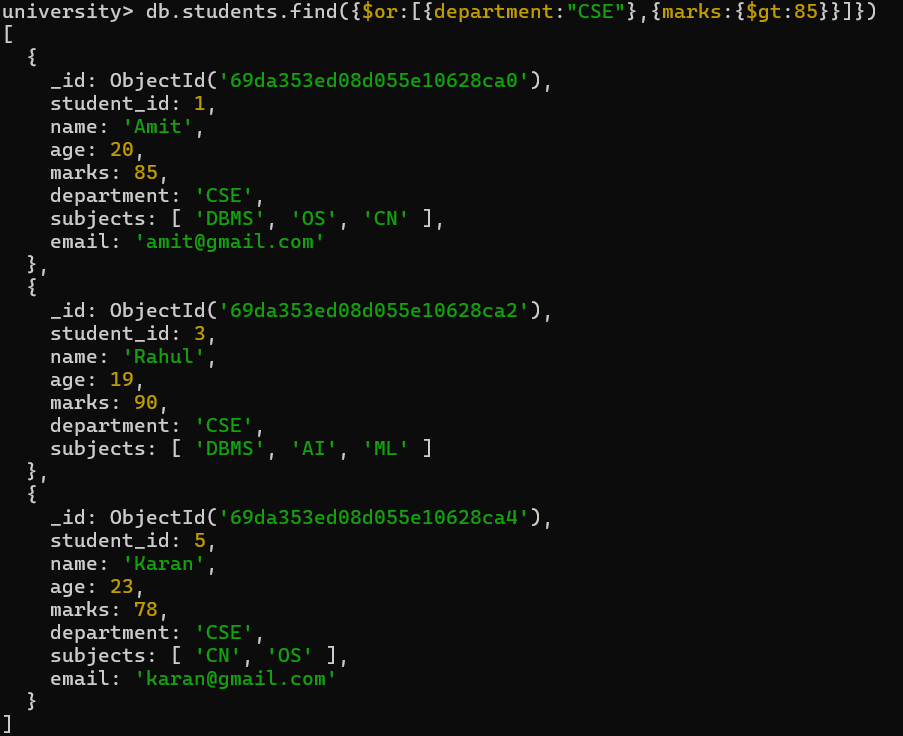 university> db.students.find({$or:[{department:"CSE"},{marks:{$gt:85}}]})
[
  {
    _id: ObjectId('69da353ed08d055e10628ca0'),
    student_id: 1,
    name: 'Amit',
    age: 20,
    marks: 85,
    department: 'CSE',
    subjects: [ 'DBMS', 'OS', 'CN' ],
    email: 'amit@gmail.com'
  },
  {
    _id: ObjectId('69da353ed08d055e10628ca2'),
    student_id: 3,
    name: 'Rahul',
    age: 19,
    marks: 90,
    department: 'CSE',
    subjects: [ 'DBMS', 'AI', 'ML' ]
  },
  {
    _id: ObjectId('69da353ed08d055e10628ca4'),
    student_id: 5,
    name: 'Karan',
    age: 23,
    marks: 78,
    department: 'CSE',
    subjects: [ 'CN', 'OS' ],
    email: 'karan@gmail.com'
  }
]